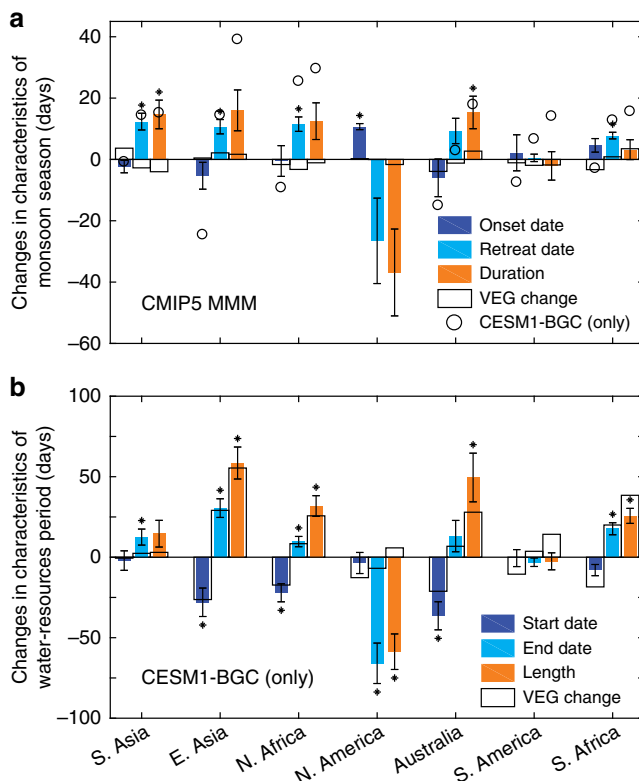 a
Changes in characteristics of
monsoon season (days)
40
20
0
−20
−40
−60
CMIP5 MMM
Onset date
Retreat date
Duration
VEG change
CESM1-BGC (only)
b
Changes in characteristics of
water-resources period (days)
100
50
0
−50
−100
CESM1-BGC (only)
Start date
End date
Length
VEG change
S. Asia
E. Asia
N. Africa
N. America
Australia
S. America
S. Africa